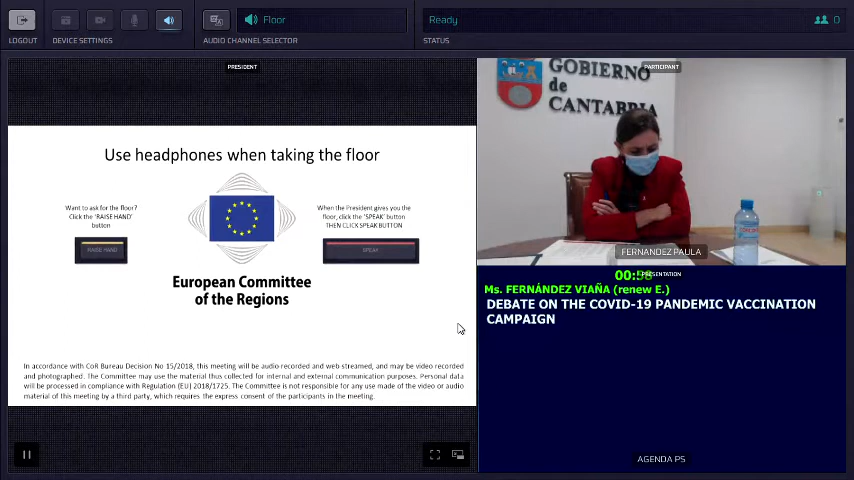 LOGOUT
DEVICE SETTINGS
Floor
AUDIO CHANNEL SELECTOR
Ready
0
STATUS
PRESIDENT
Use headphones when taking the floor
Want to ask for the floor?
Click the 'RAISE HAND'
button
RAISE HAND
When the President gives you the
floor, click the 'SPEAK' button
THEN CLICK SPEAK BUTTON
SPEAK
European Committee
of the Regions
In accordance with CoR Bureau Decision No 15/2018, this meeting will be audio recorded and web streamed, and may be video recorded
and photographed. The Committee may use the material thus collected for internal and external communication purposes. Personal data
will be processed in compliance with Regulation (EU) 2018/1725. The Committee is not responsible for any use made of the video or audio
material of this meeting by a third party, which requires the express consent of the participants in the meeting.
PARTICIPANT
GOBIERNO
de
CANTABRIA
FERNANDEZ PAULA
PRESENTATION
Ms. FERNÁNDEZ VIAÑA (renew E.)
DEBATE ON THE COVID-19 PANDEMIC VACCINATION
CAMPAIGN
AGENDA PS